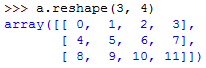 >>> a.reshape(3, 4)
array([[ 0,  1,  2,  3],
       [ 4,  5,  6,  7],
       [ 8,  9, 10, 11]])